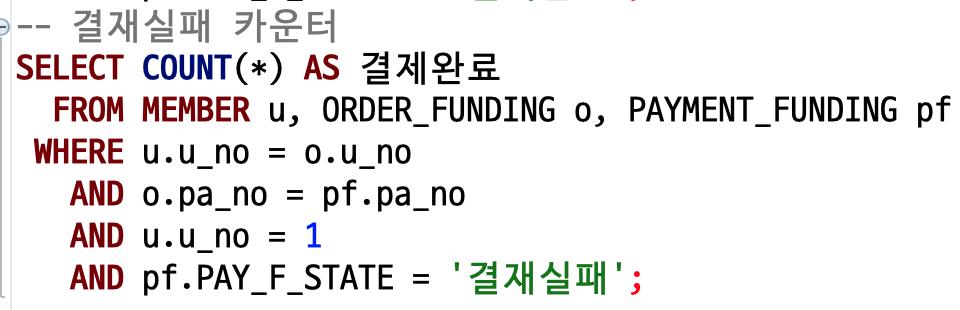 -- 결재실패 카운터
SELECT COUNT(*) AS 결제완료
FROM MEMBER u, ORDER_FUNDING o, PAYMENT_FUNDING pf
WHERE u.u_no = o.u_no
AND o.pa_no = pf.pa_no
AND u.u_no = 1
AND pf.PAY_F_STATE = '결재실패';